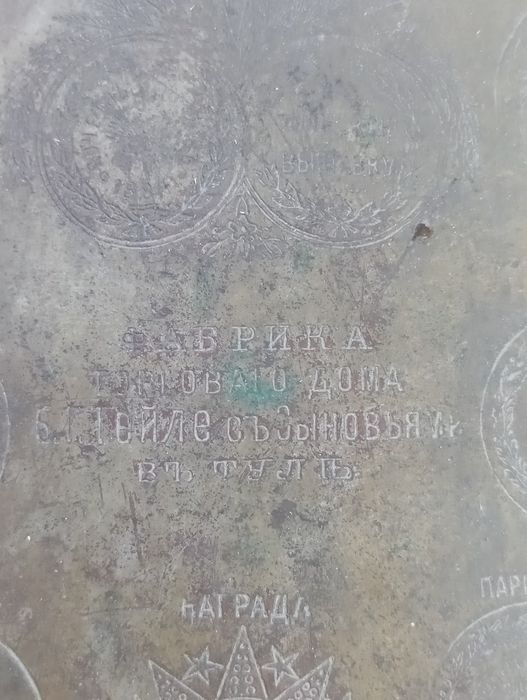 ВЫСТАВКУ
ФАБРИКА
ТОРГОВАГО ДОМА
Б.Г. ТЕЙЛЕ СЪ СЫНОВЬЯМИ
ВЪ ТУЛѢ
НАГРАДА
ПАРИ